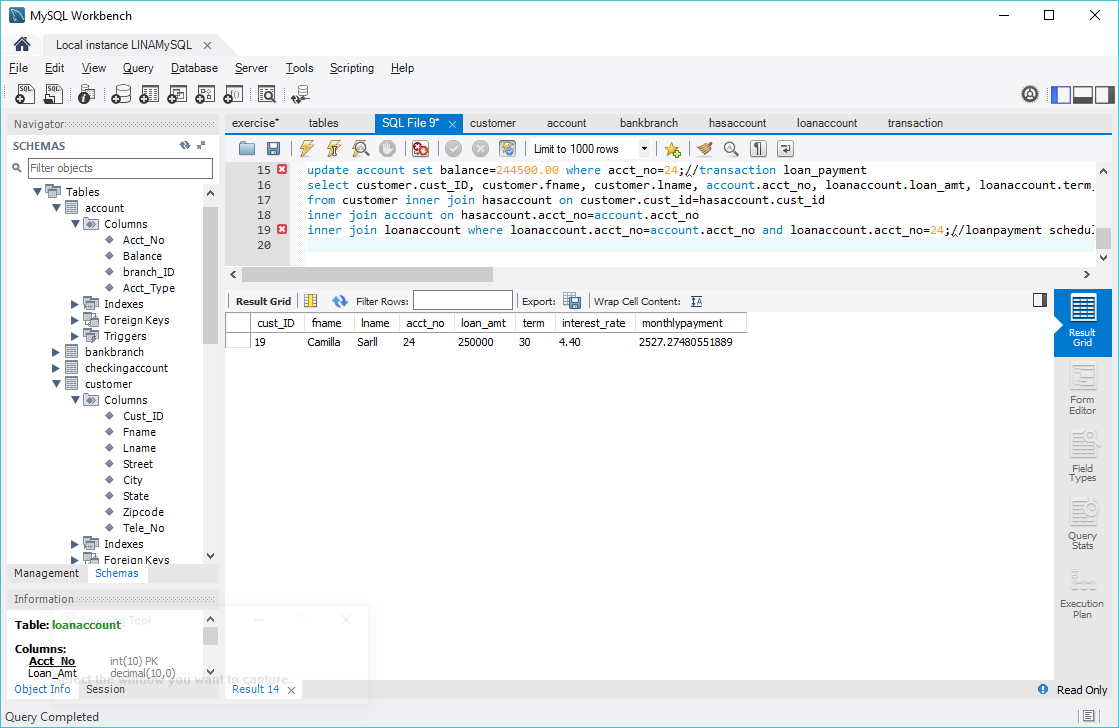 MySQL Workbench
Local instance LINAMySQL
File Edit View Query Database Server Tools Scripting Help
Navigator
SCHEMAS
Filter objects
Tables
account
Columns
Acct_No
Balance
branch_ID
Acct_Type
Indexes
Foreign Keys
Triggers
bankbranch
checkingaccount
customer
Columns
Cust_ID
Fname
Lname
Street
City
State
Zipcode
Tele_No
Indexes
Foreign Keys
Management Schemas
Information
Table: loanaccount
Columns:
Acct_No int(10) PK
Loan_Amt decimal(10,0)
Object Info Session
exercise* tables SQL File 9* customer account bankbranch hasaccount loanaccount transaction
Limit to 1000 rows
15 update account set balance=244500.00 where acct_no=24;//transaction loan_payment
16 select customer.cust_ID, customer.fname, customer.lname, account.acct_no, loanaccount.loan_amt, loanaccount.term,
17 from customer inner join hasaccount on customer.cust_id=hasaccount.cust_id
18 inner join account on hasaccount.acct_no=account.acct_no
19 inner join loanaccount where loanaccount.acct_no=account.acct_no and loanaccount.acct_no=24;//loanpayment schedul
20
Result Grid Filter Rows: Export: Wrap Cell Content:
cust_ID fname lname acct_no loan_amt term interest_rate monthlypayment
19 Camilla Sarll 24 250000 30 4.40 2527.27480551889
Result
Grid
Form
Editor
Field
Types
Query
Stats
Execution
Plan
Tool
the window you want to capture.
Result 14
Read Only
Query Completed